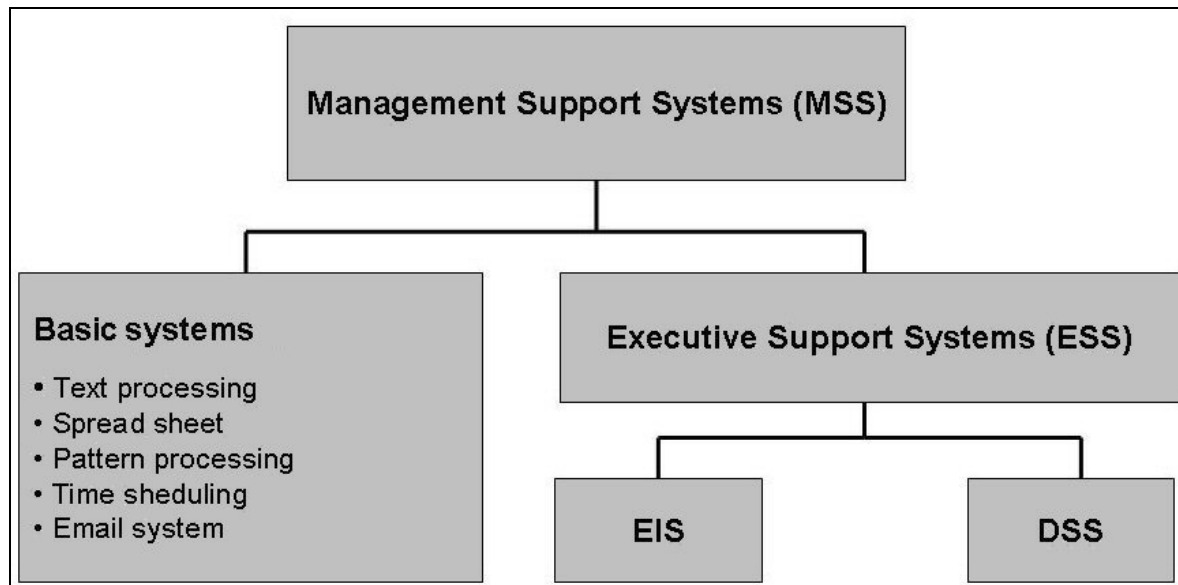 Management Support Systems (MSS)
Basic systems
• Text processing
• Spread sheet
• Pattern processing
• Time sheduling
• Email system
Executive Support Systems (ESS)
EIS
DSS